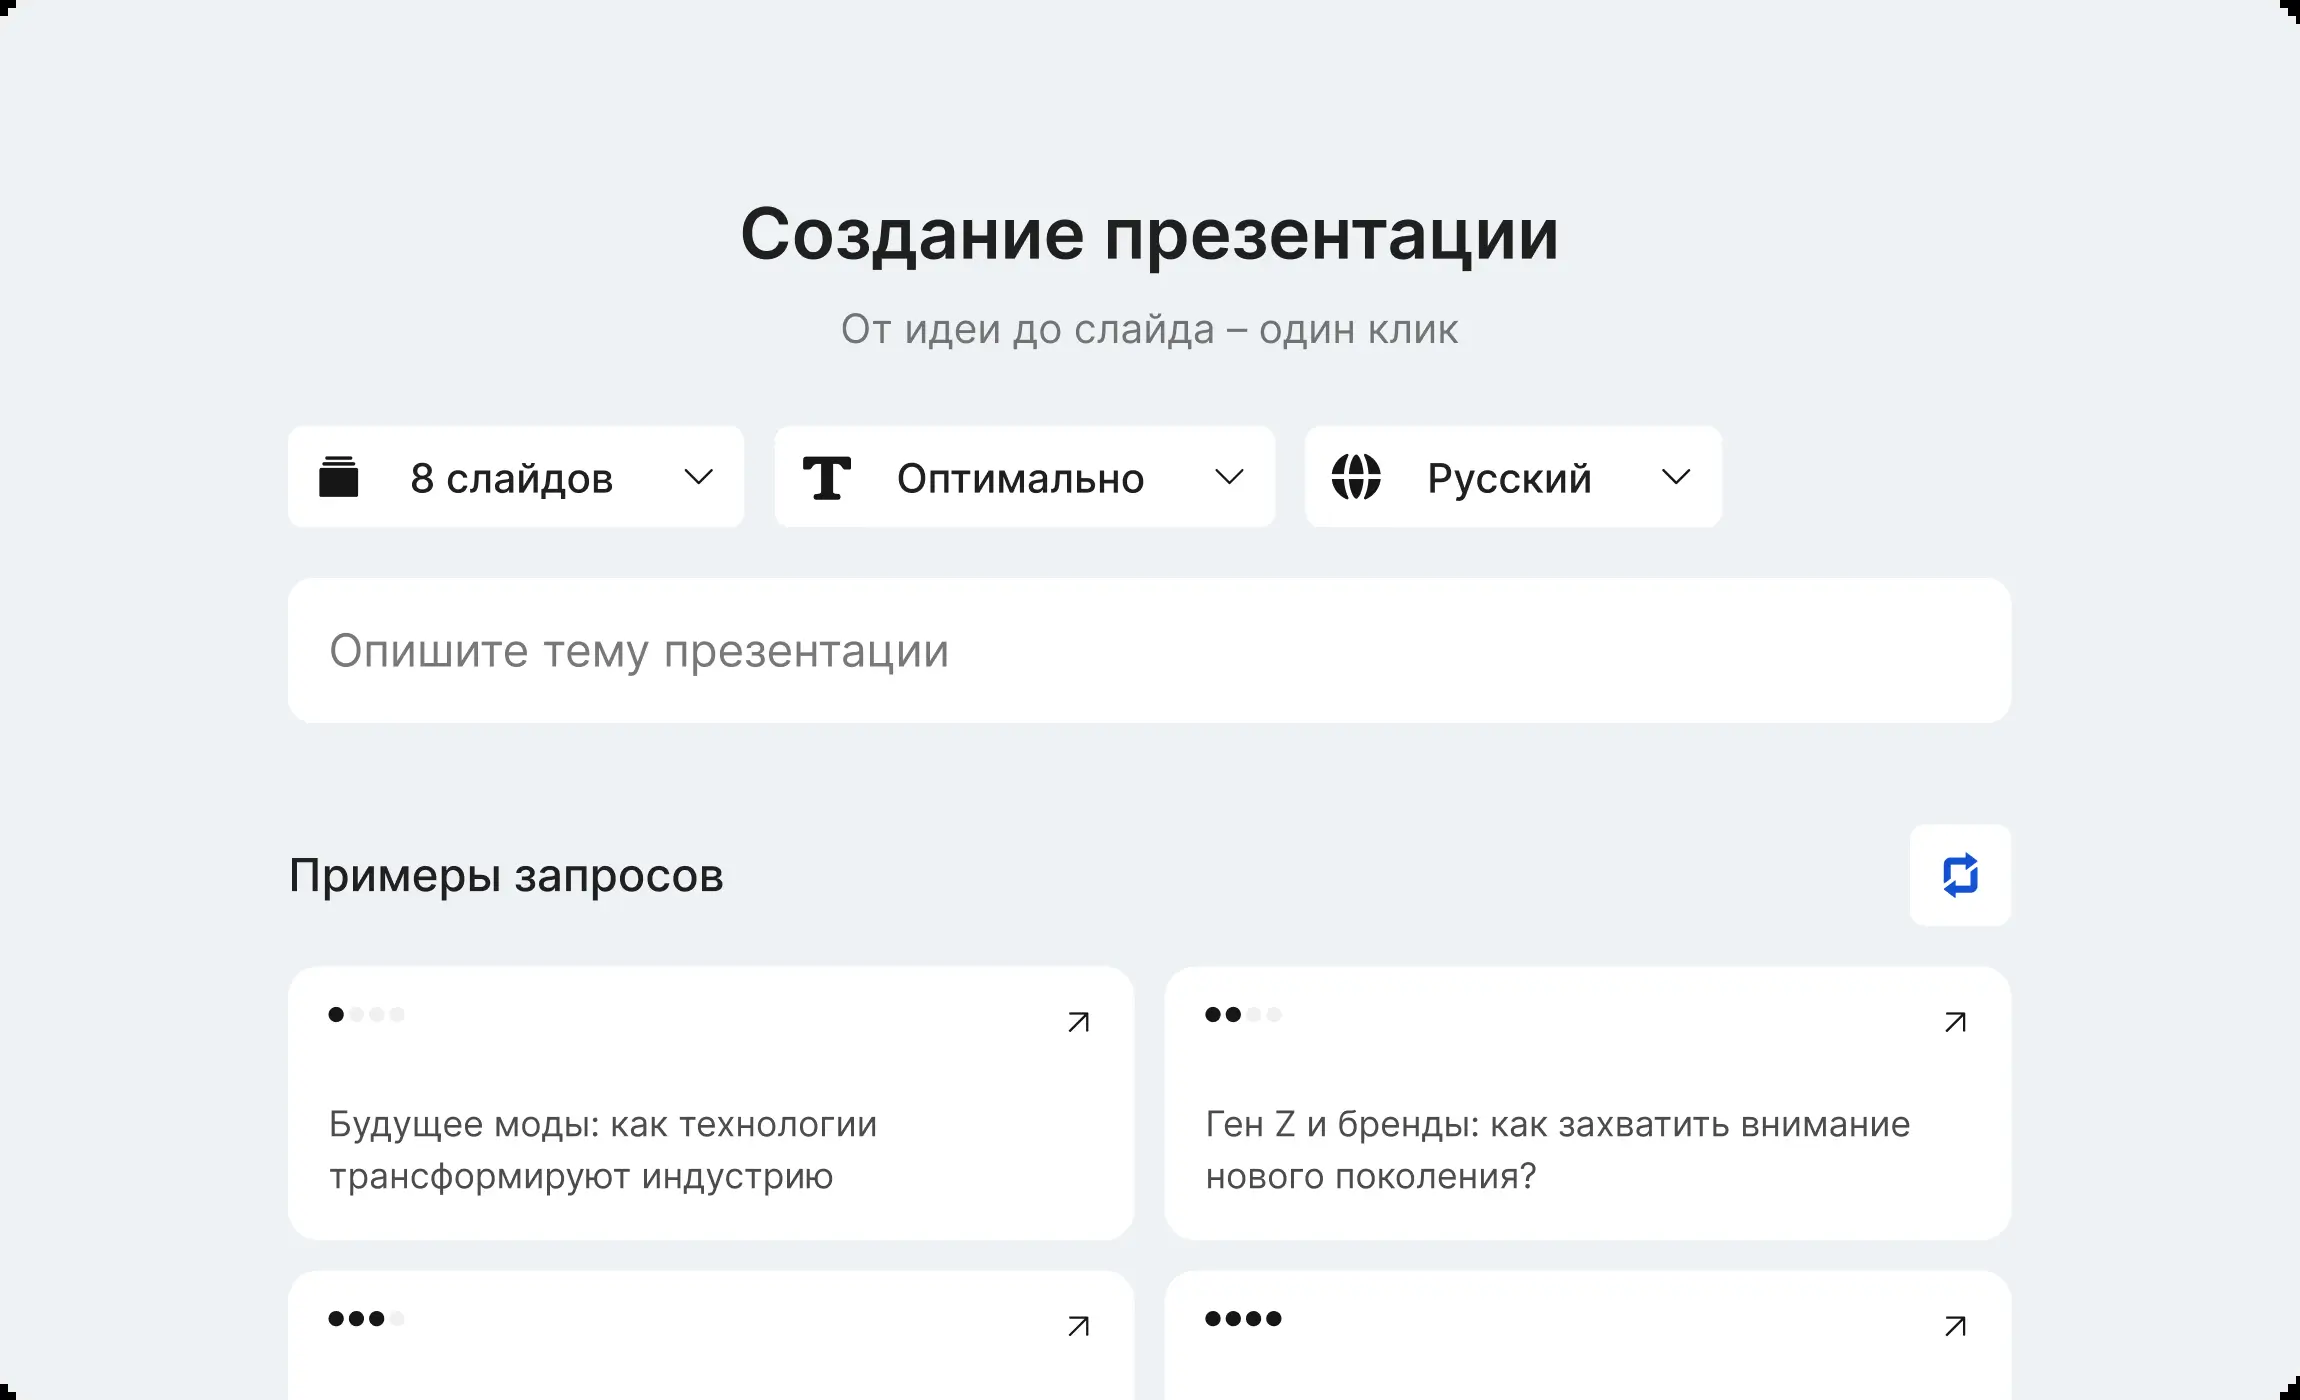 Создание презентации
От идеи до слайда – один клик
8 слайдов
Оптимально
Русский
Опишите тему презентации
Примеры запросов
Будущее моды: как технологии
трансформируют индустрию
Ген Z и бренды: как захватить внимание
нового поколения?